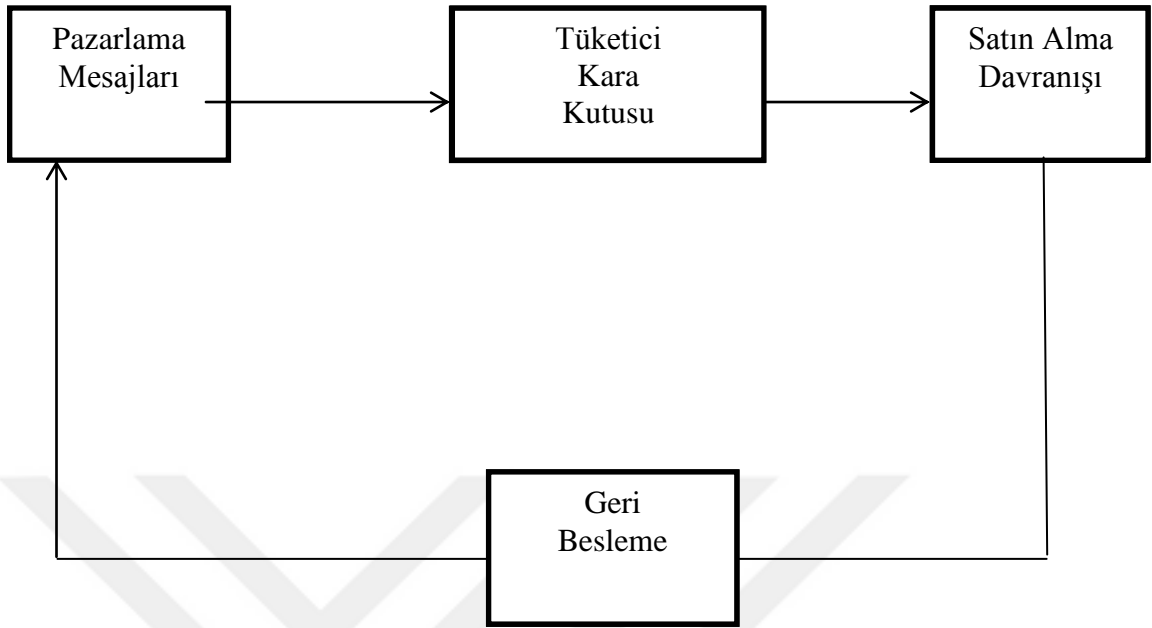 Pazarlama
Mesajları
Tüketici
Kara
Kutusu
Satın Alma
Davranışı
Geri
Besleme